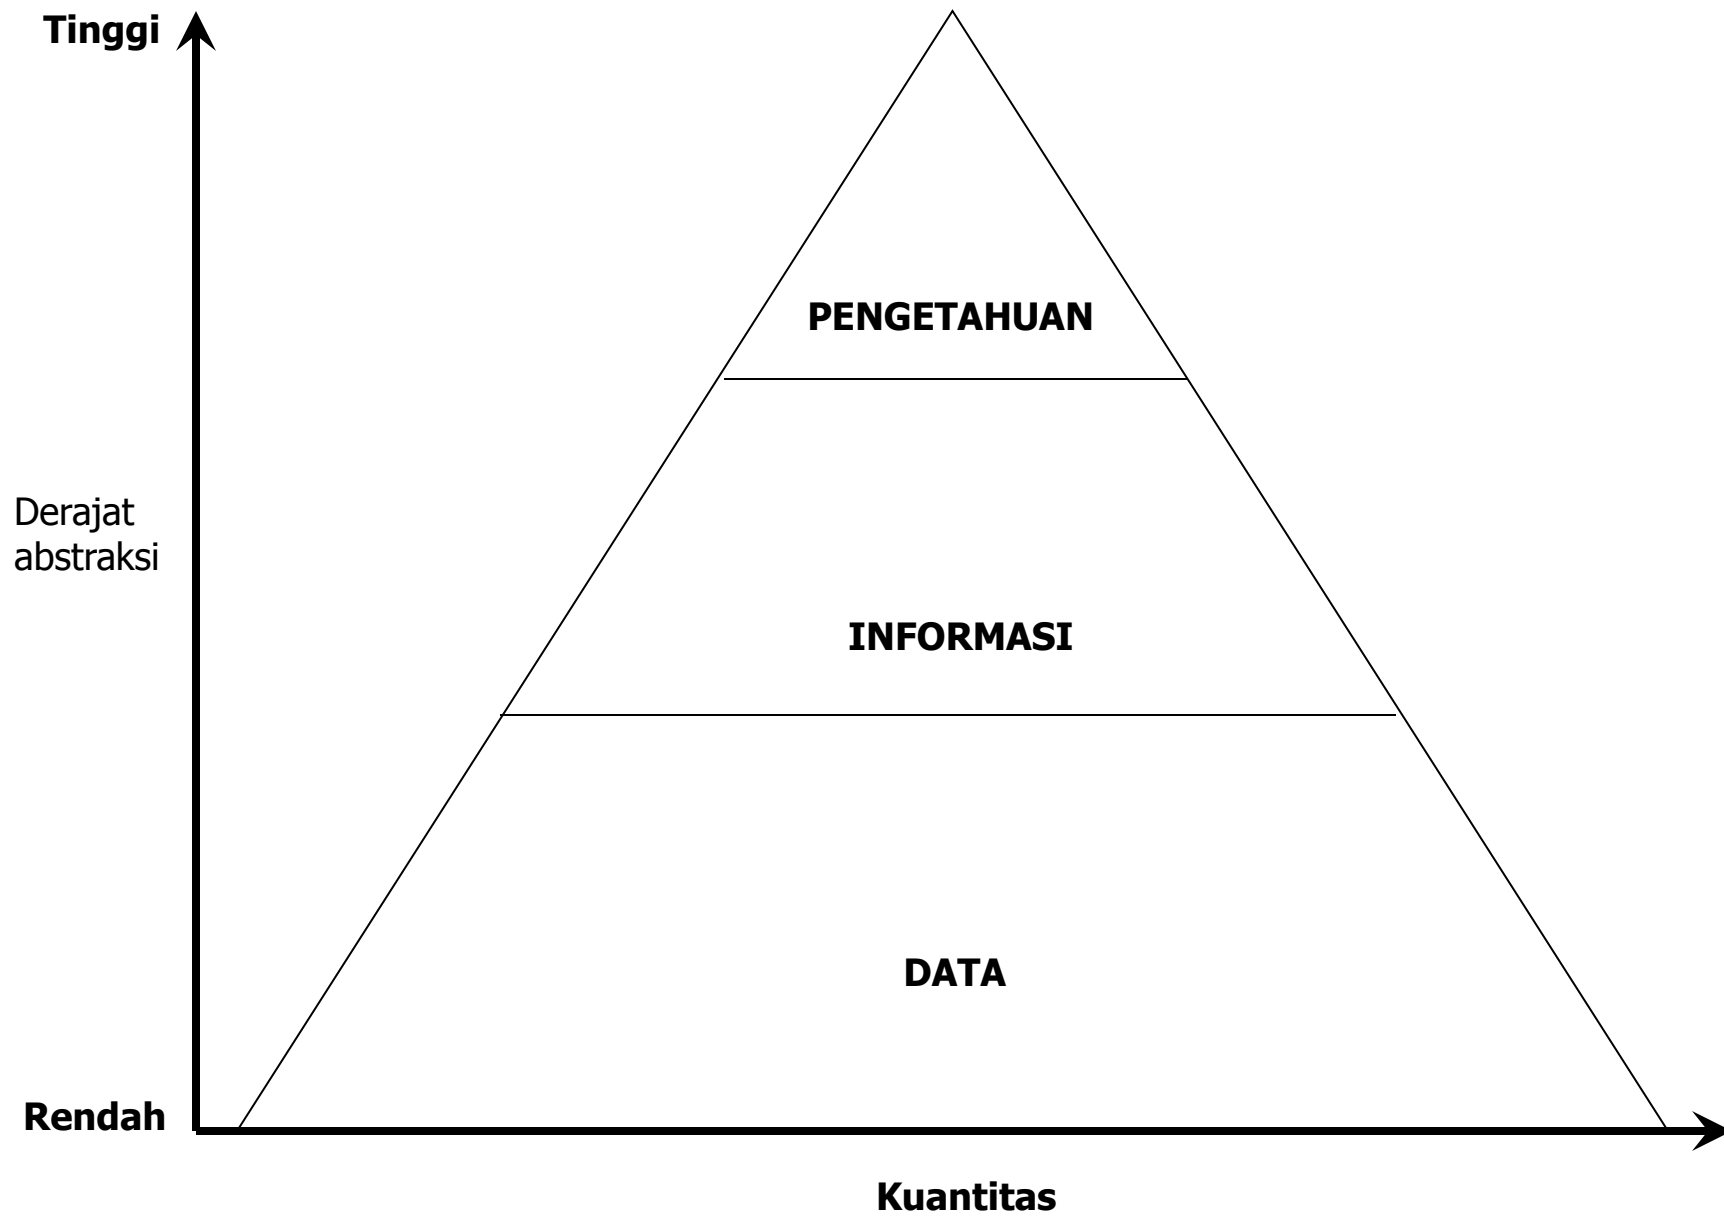 Tinggi
PENGETAHUAN
Derajat
abstraksi
INFORMASI
DATA
Rendah
Kuantitas